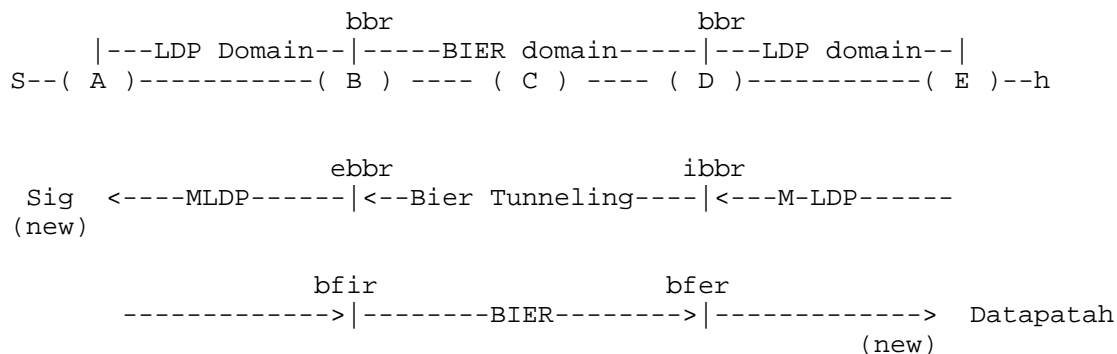 bbr bbr
|---LDP Domain--|-----BIER domain-----|---LDP domain--|
S--( A )-----------( B ) ---- ( C ) ---- ( D )-----------( E )--h
ebbr ibbr
Sig <----MLDP------|<--Bier Tunneling----|<---M-LDP------
(new)
bfir bfer
------------->|--------BIER-------->|-------------> Datapatah
(new)